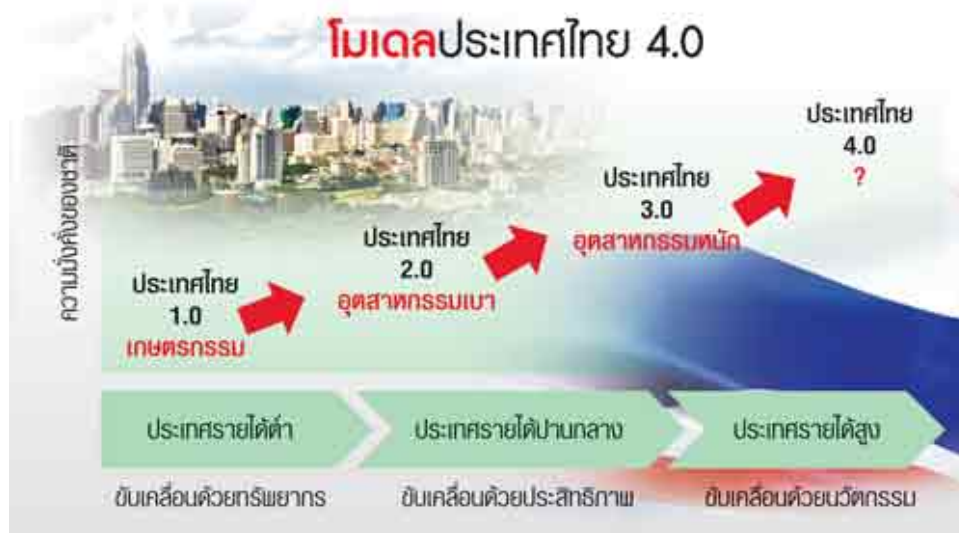 โมเดลประเทศไทย 4.0
ความมั่งคั่งของชาติ
ประเทศไทย
1.0
เกษตรกรรม
ประเทศไทย
2.0
อุตสาหกรรมเบา
ประเทศไทย
3.0
อุตสาหกรรมหนัก
ประเทศไทย
4.0
?
ประเทศรายได้ต่ำ
ประเทศรายได้ปานกลาง
ประเทศรายได้สูง
ขับเคลื่อนด้วยทรัพยากร
ขับเคลื่อนด้วยประสิทธิภาพ
ขับเคลื่อนด้วยนวัตกรรม